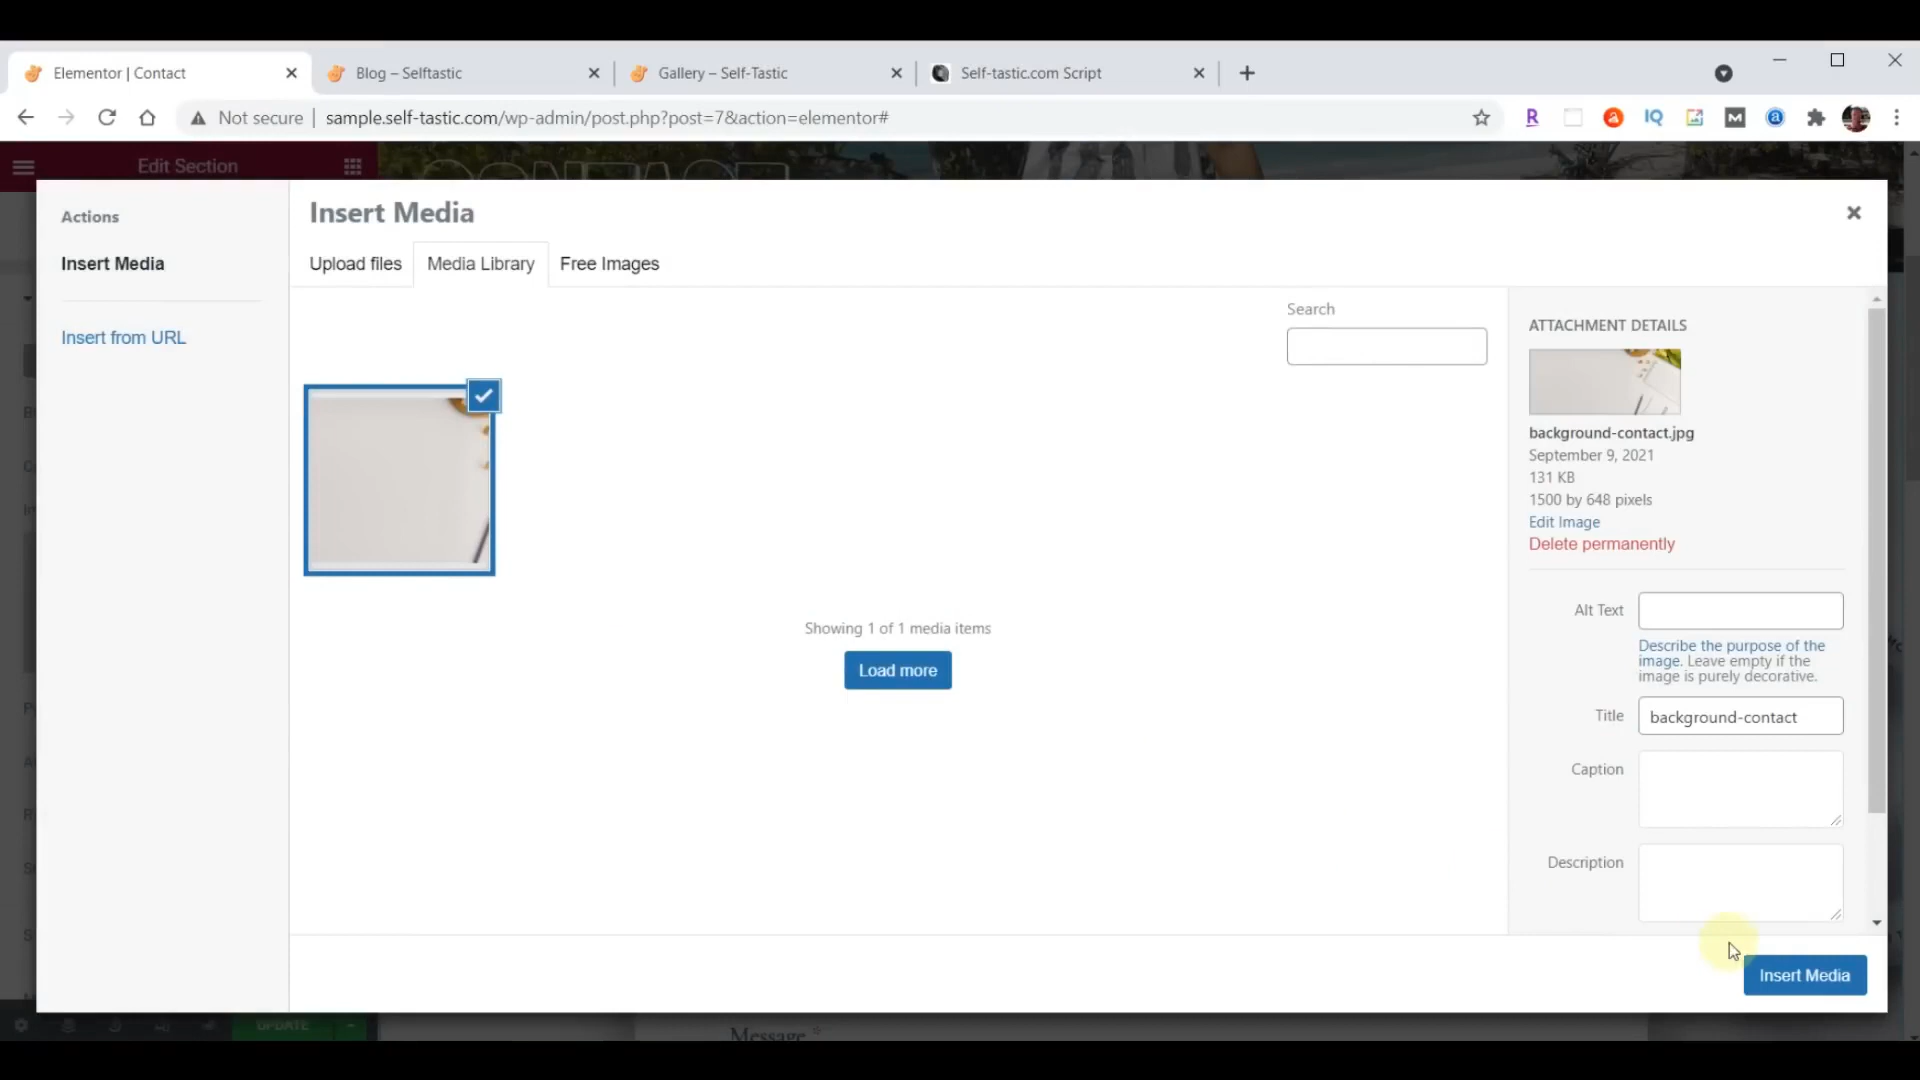 Elementor | Contact
Blog – Selftastic
Gallery – Self-Tastic
Self-tastic.com Script
Not secure
sample.self-tastic.com/wp-admin/post.php?post=7&action=elementor#
Edit Section
CONTACT
Actions
Insert Media
Insert from URL
Insert Media
Upload files
Media Library
Free Images
Search
Showing 1 of 1 media items
Load more
ATTACHMENT DETAILS
background-contact.jpg
September 9, 2021
131 KB
1500 by 648 pixels
Edit Image
Delete permanently
Alt Text
Describe the purpose of the
image. Leave empty if the
image is purely decorative.
Title
background-contact
Caption
Description
Insert Media
UPDATE
Message *